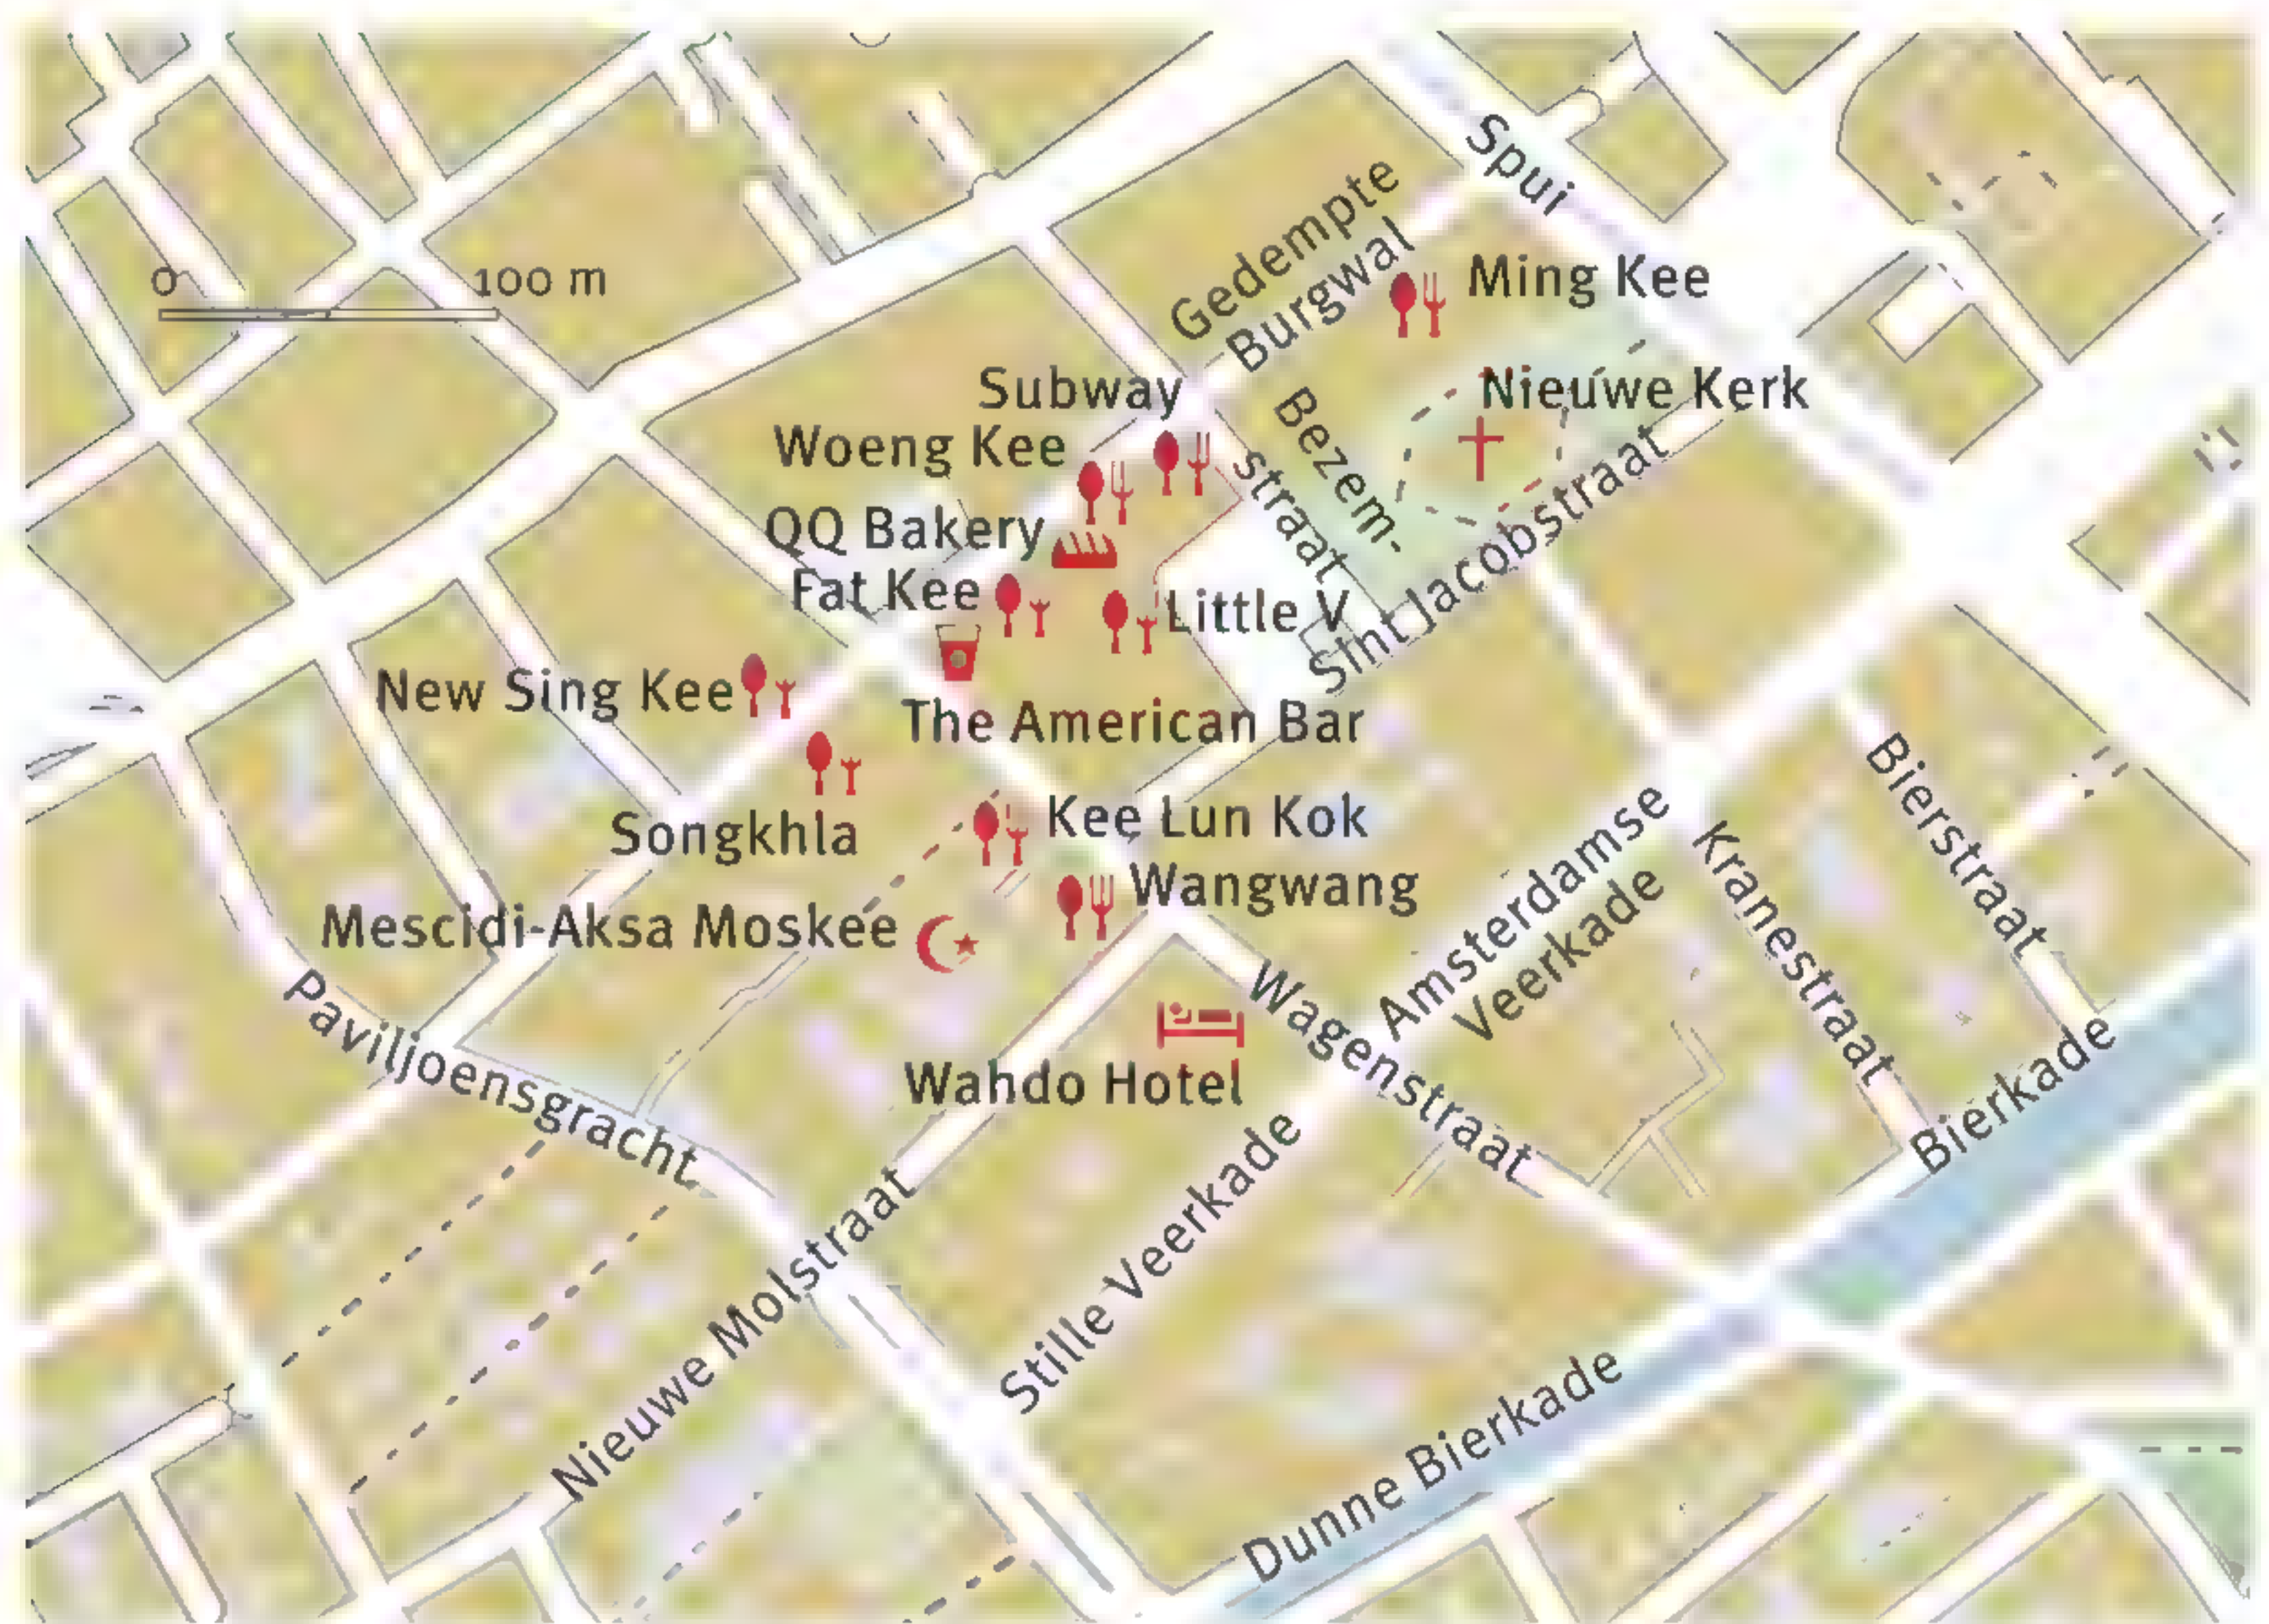 Spui
Gedempte
Burgwal
0 100 m
Ming Kee
Subway
Nieuwe Kerk
Bezem-
straat
Woeng Kee
QQ Bakery
Sint Jacobstraat
Fat Kee
Little V
New Sing Kee
The American Bar
Songkhla
Kee Lun Kok
Wangwang
Mescidi-Aksa Moskee
Amsterdamse
Veerkade
Bierstraat
Kranestraat
Paviljoensgracht
Wagenstraat
Wahdo Hotel
Bierkade
Nieuwe Molstraat
Stille Veerkade
Dunne Bierkade